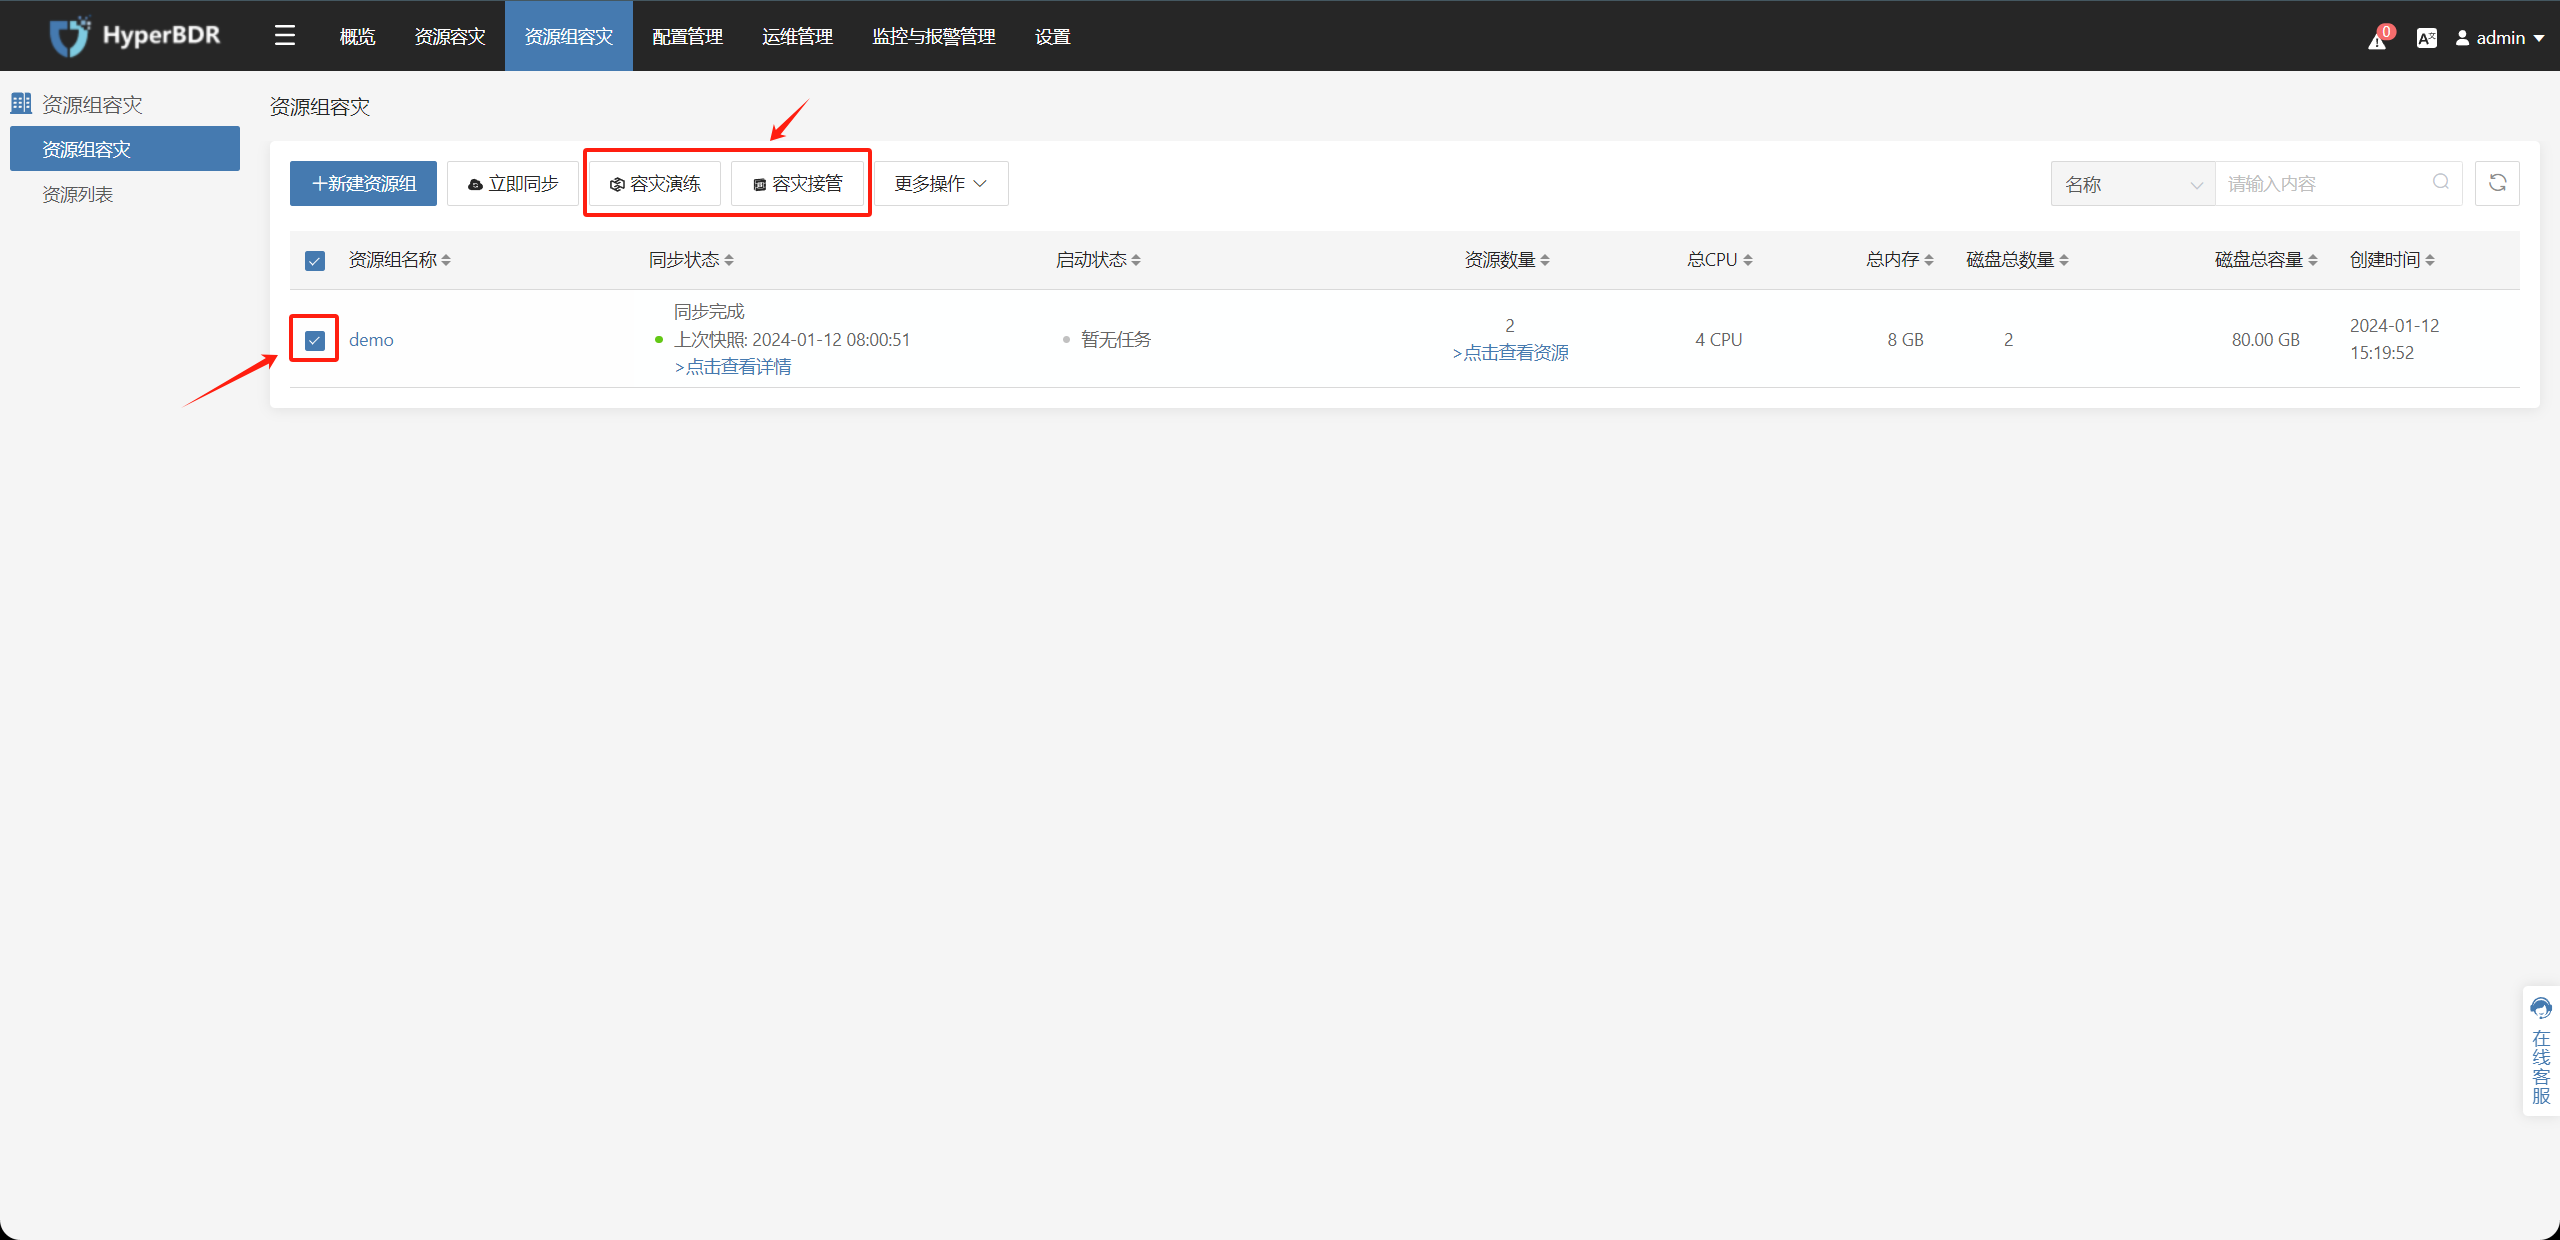 HyperBDR
概览
资源容灾
资源组容灾
配置管理
运维管理
监控与报警管理
设置
0
admin
资源组容灾
资源组容灾
资源列表
资源组容灾
十新建资源组
立即同步
容灾演练
容灾接管
更多操作
名称
请输入内容
资源组名称
同步状态
启动状态
资源数量
总CPU
总内存
磁盘总数量
磁盘总容量
创建时间
demo
同步完成
上次快照: 2024-01-12 08:00:51
>点击查看详情
暂无任务
2
>点击查看资源
4 CPU
8 GB
2
80.00 GB
2024-01-12
15:19:52
在线客服